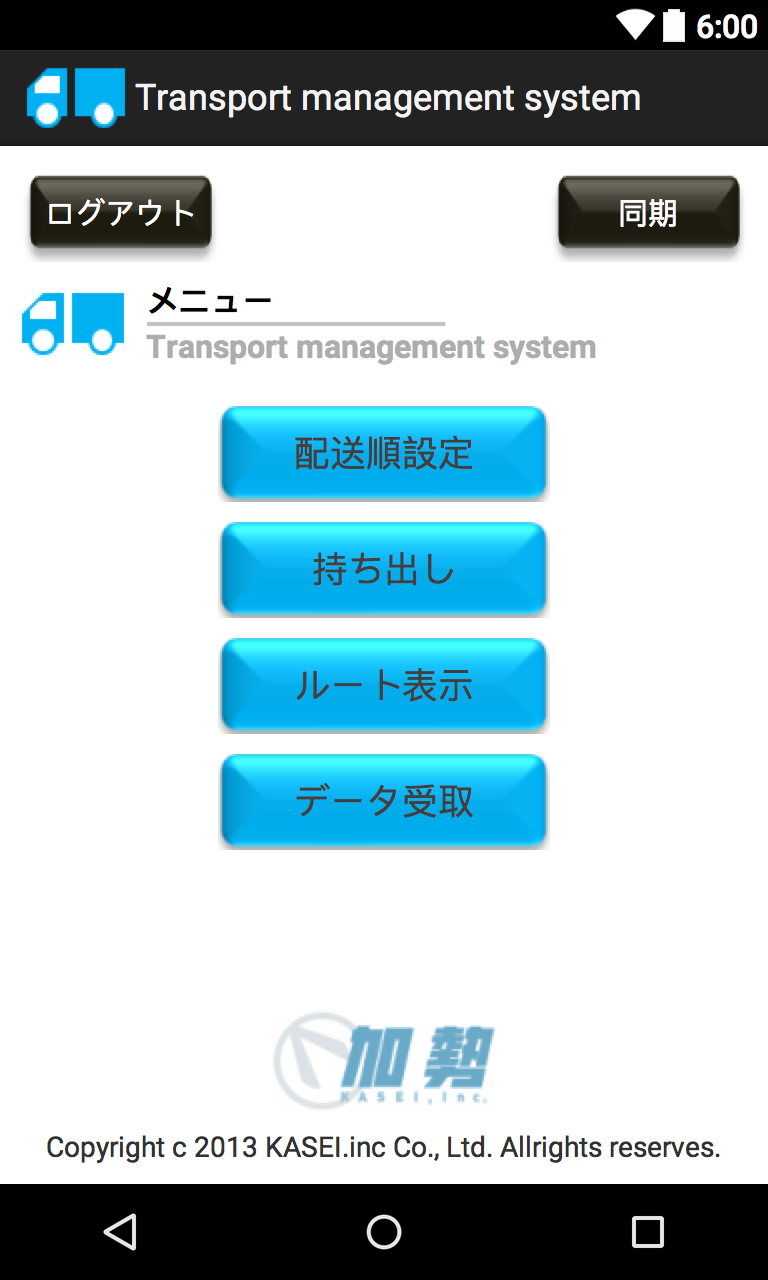 6:00
Transport management system
ログアウト
同期
メニュー
Transport management system
配送順設定
持ち出し
ルート表示
データ受取
加勢
KASEI,Inc.
Copyright c 2013 KASEI.inc Co., Ltd. Allrights reserves.